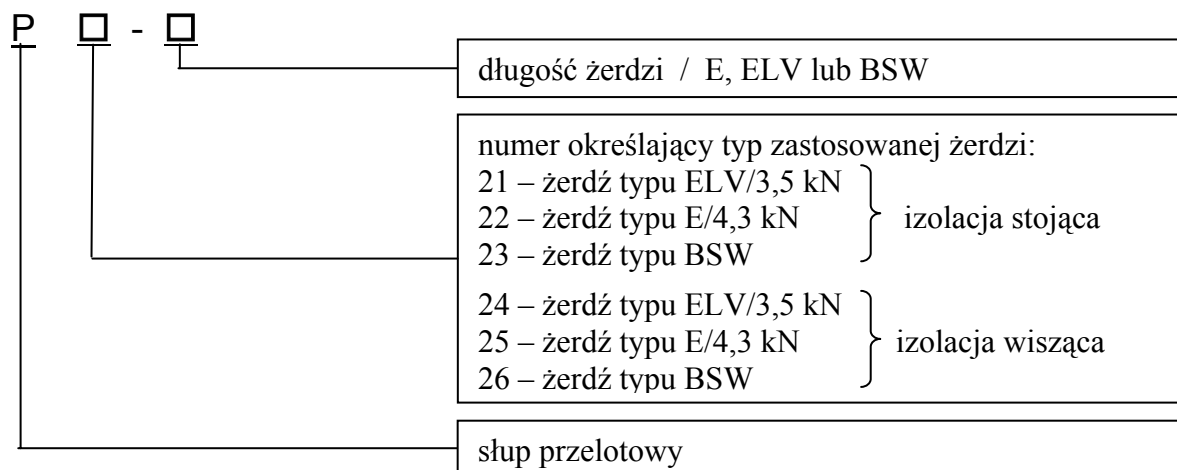 P □ - □
długość żerdzi / E, ELV lub BSW
numer określający typ zastosowanej żerdzi:
21 – żerdź typu ELV/3,5 kN
22 – żerdź typu E/4,3 kN
23 – żerdź typu BSW
izolacja stojąca
24 – żerdź typu ELV/3,5 kN
25 – żerdź typu E/4,3 kN
26 – żerdź typu BSW
izolacja wisząca
słup przelotowy